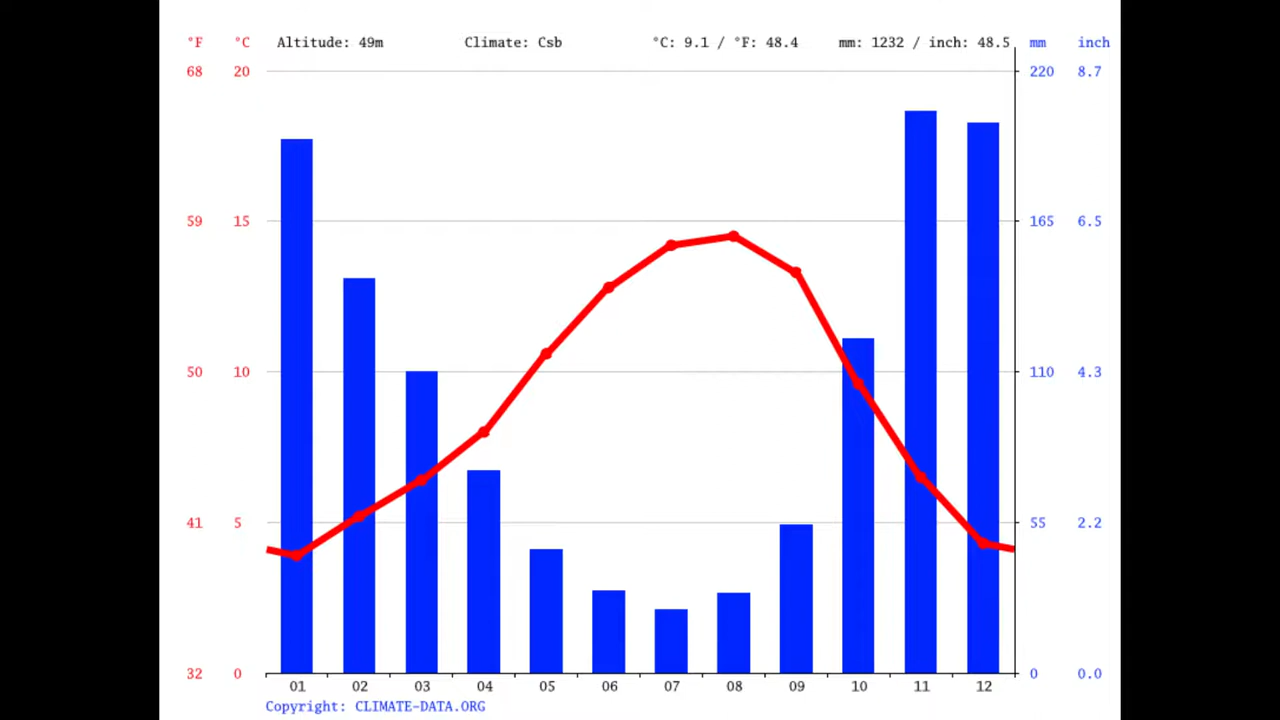 °F °C Altitude: 49m Climate: Csb °C: 9.1 / °F: 48.4 mm: 1232 / inch: 48.5 mm inch
68 20 220 8.7
59 15 165 6.5
50 10 110 4.3
41 5 55 2.2
32 0 0 0.0
01 02 03 04 05 06 07 08 09 10 11 12
Copyright: CLIMATE-DATA.ORG